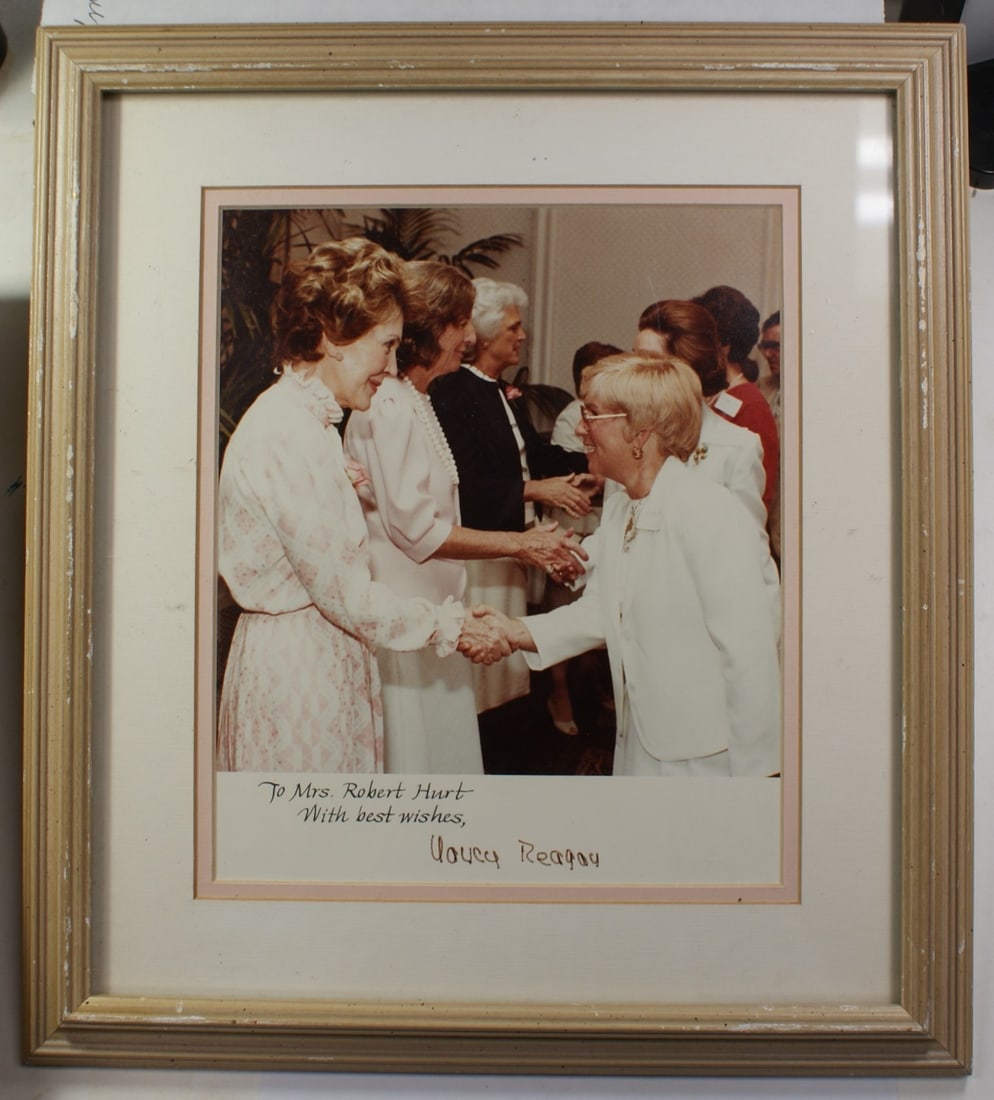 To Mrs. Robert Hurt
With best wishes,
Nancy Reagan